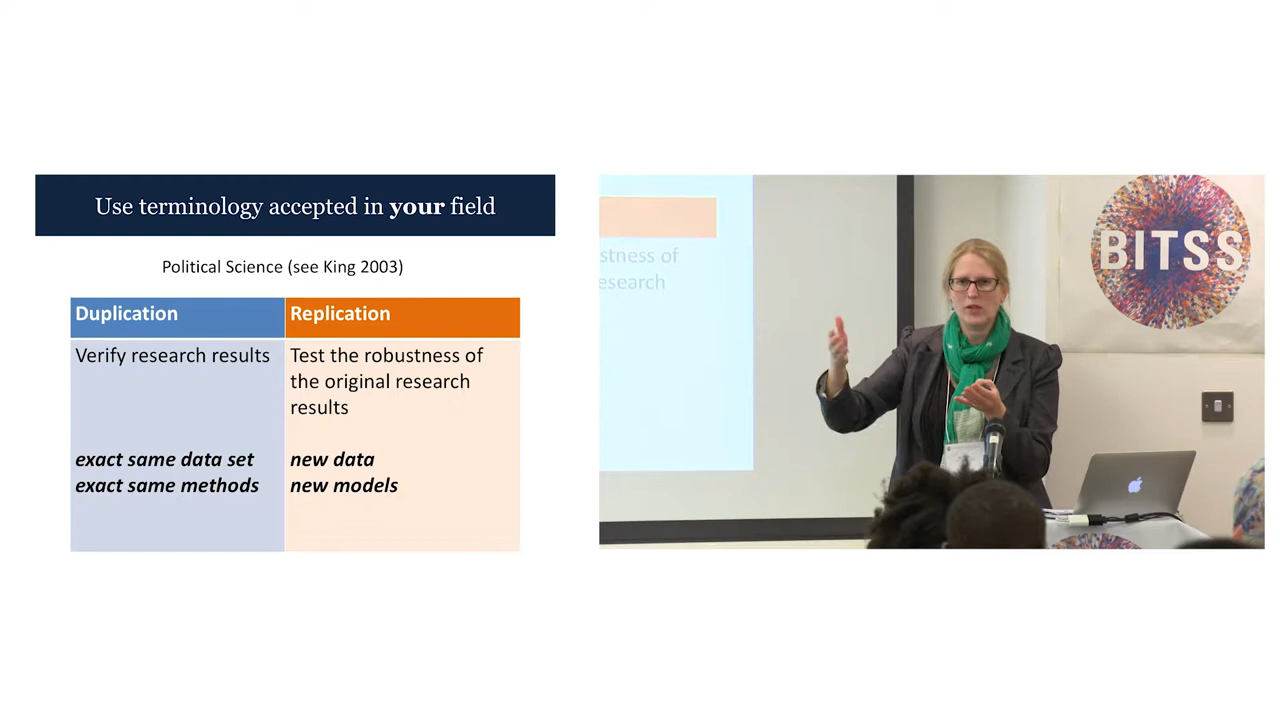 Use terminology accepted in your field
Political Science (see King 2003)
Duplication
Replication
Verify research results
Test the robustness of
the original research
results
exact same data set
exact same methods
new data
new models
stness of
esearch
BITSS